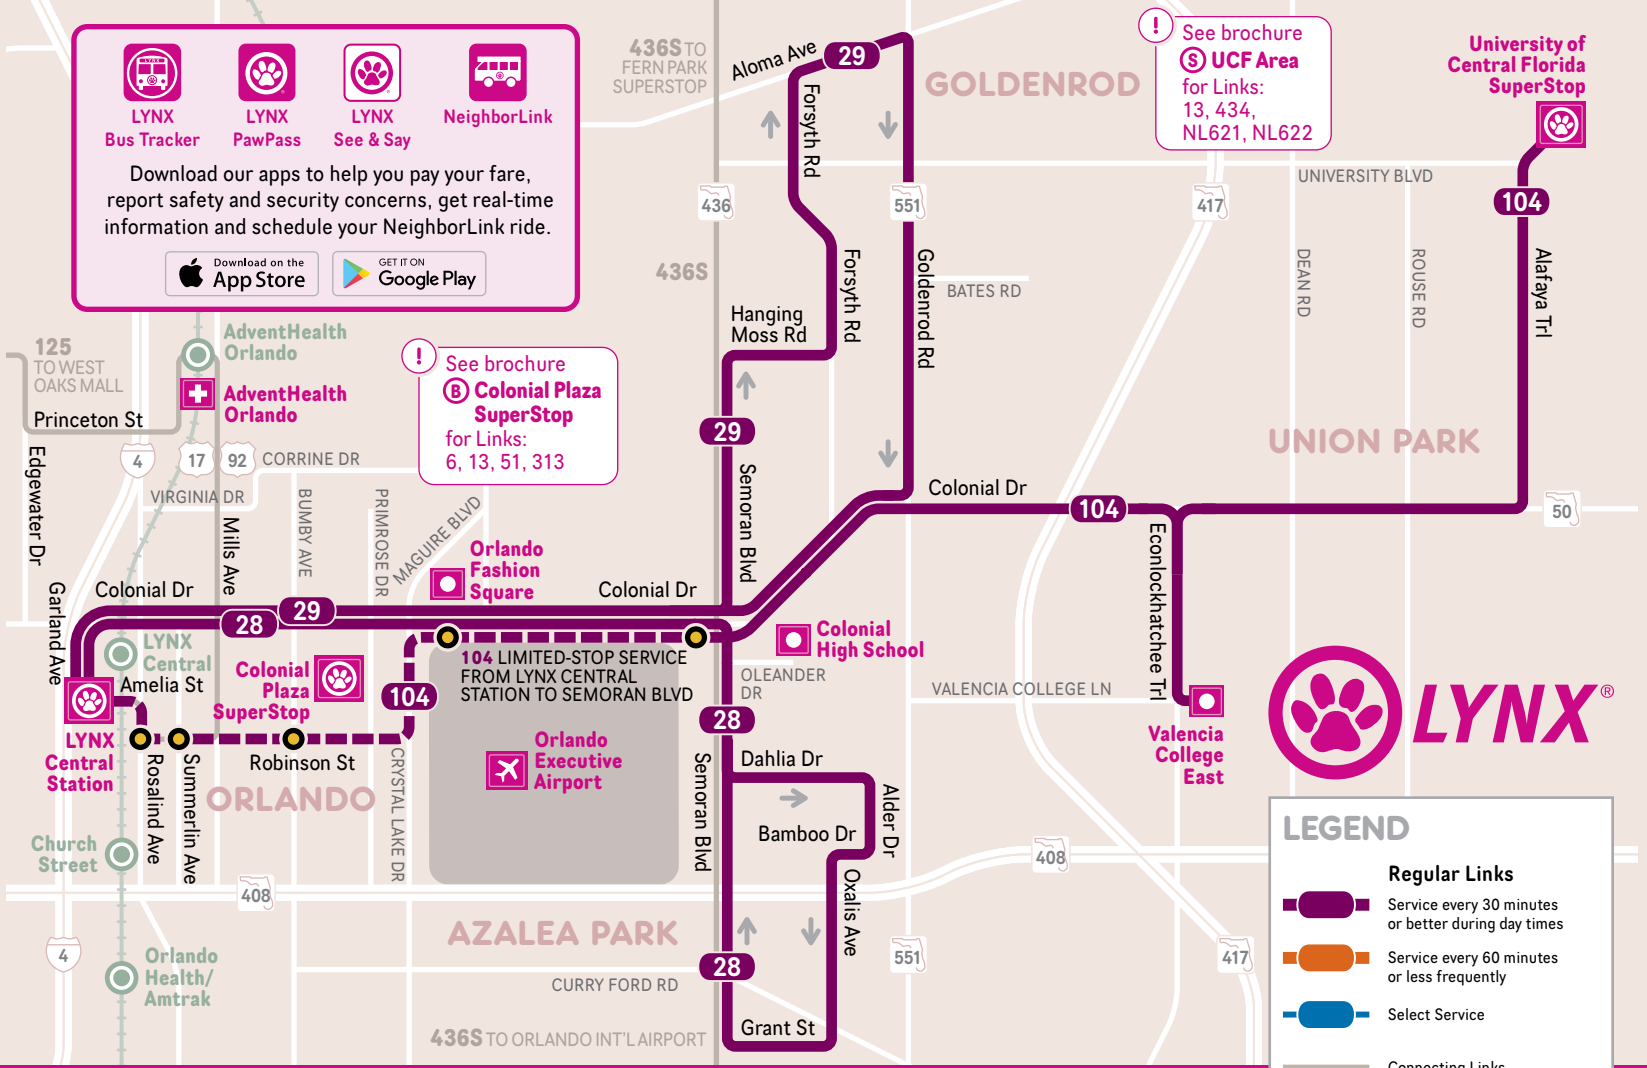 LYNX
Bus Tracker
LYNX
PawPass
LYNX
See & Say
NeighborLink
Download our apps to help you pay your fare,
report safety and security concerns, get real-time
information and schedule your NeighborLink ride.
Download on the
App Store
GET IT ON
Google Play
436S TO
FERN PARK
SUPERSTOP
Aloma Ave
29
GOLDENROD
!
See brochure
S UCF Area
for Links:
13, 434,
NL621, NL622
University of
Central Florida
SuperStop
Forsyth Rd
UNIVERSITY BLVD
436
551
417
104
436S
Forsyth Rd
Goldenrod Rd
BATES RD
DEAN RD
ROUSE RD
Alafaya Trl
Hanging
Moss Rd
125
TO WEST
OAKS MALL
AdventHealth
Orlando
AdventHealth
Orlando
Princeton St
!
See brochure
B Colonial Plaza
SuperStop
for Links:
6, 13, 51, 313
29
UNION PARK
Edgewater Dr
4
17
92
CORRINE DR
VIRGINIA DR
BUMBY AVE
PRIMROSE DR
MAGUIRE BLVD
Mills Ave
Semoran Blvd
Colonial Dr
104
50
Econlockhatchee Trl
Orlando
Fashion
Square
Garland Ave
Colonial Dr
28
29
Colonial Dr
LYNX
Central
Amelia St
Colonial
Plaza
SuperStop
104
104 LIMITED-STOP SERVICE
FROM LYNX CENTRAL
STATION TO SEMORAN BLVD
Colonial
High School
OLEANDER
DR
VALENCIA COLLEGE LN
28
LYNX®
LYNX
Central
Station
Robinson St
Rosalind Ave
Summerlin Ave
ORLANDO
CRYSTAL LAKE DR
Orlando
Executive
Airport
Semoran Blvd
Dahlia Dr
Alder Dr
Bamboo Dr
Oxalis Ave
Valencia
College
East
Church
Street
408
408
AZALEA PARK
4
Orlando
Health/
Amtrak
28
551
417
CURRY FORD RD
436S TO ORLANDO INT'L AIRPORT
Grant St
LEGEND
Regular Links
Service every 30 minutes
or better during day times
Service every 60 minutes
or less frequently
Select Service
Connecting Links